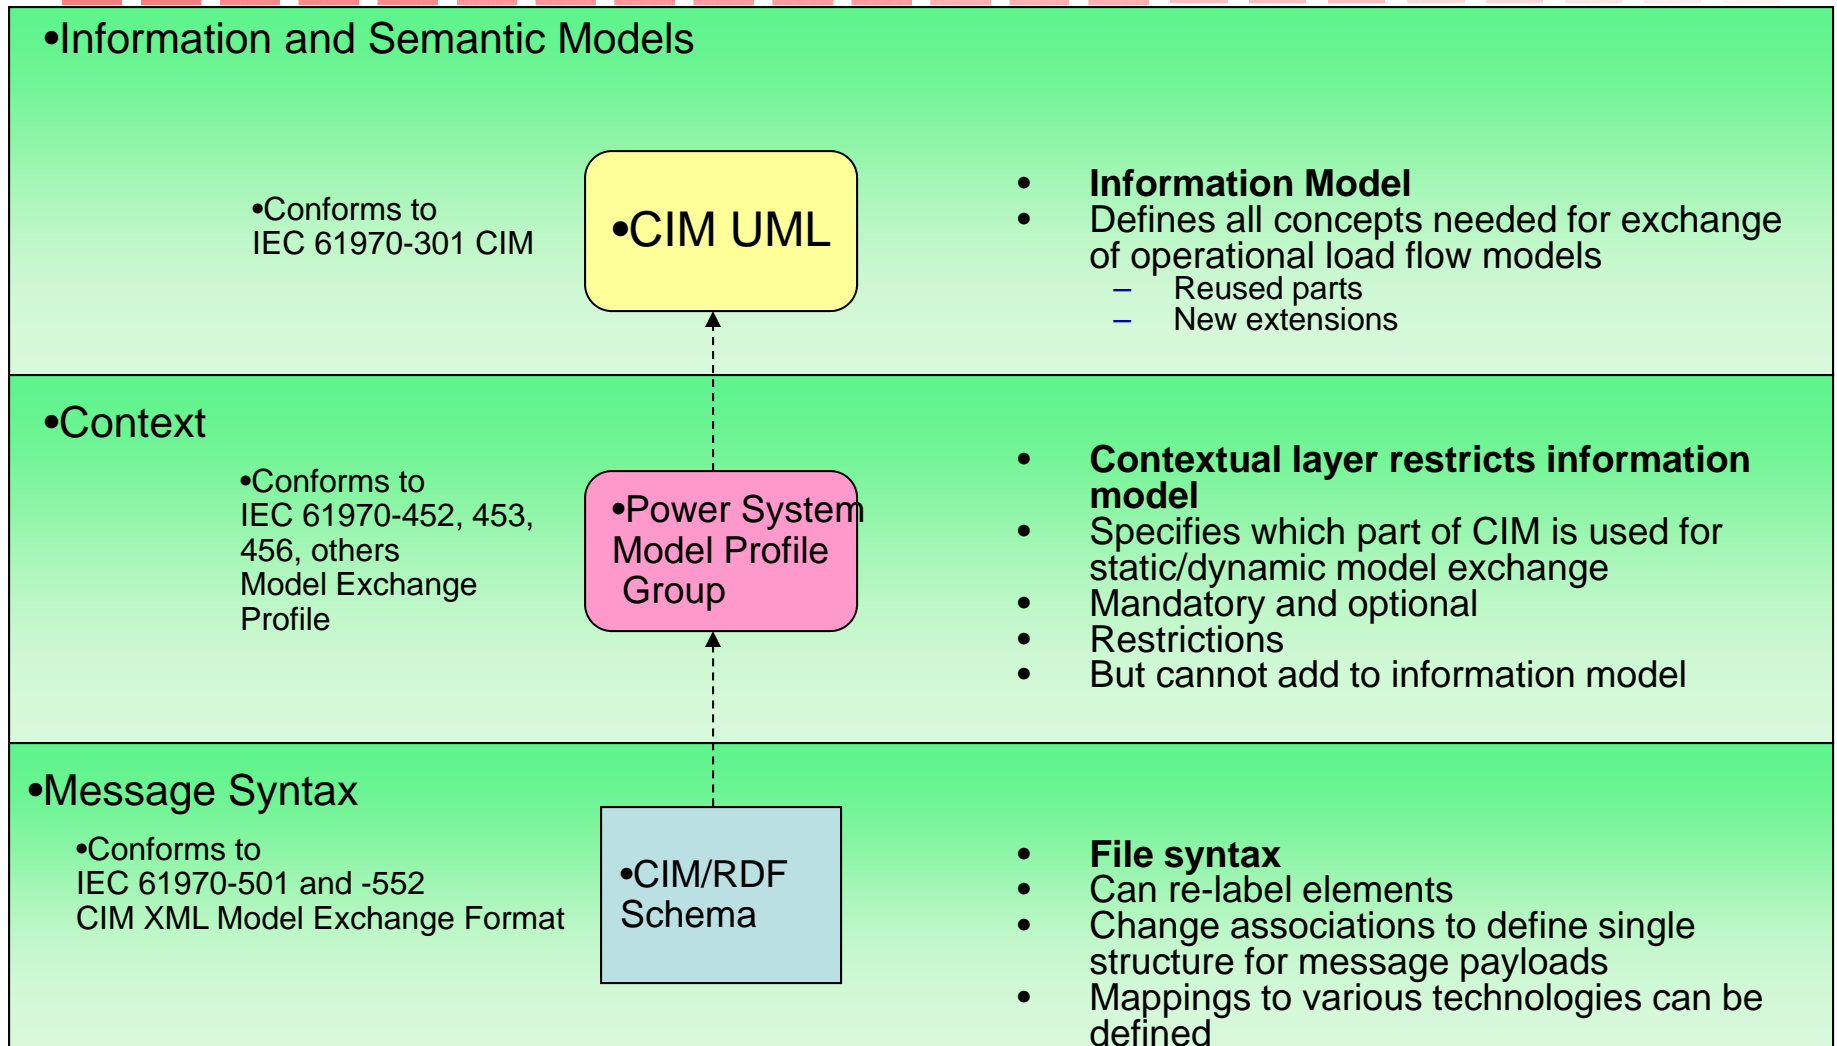 •Information and Semantic Models
•Conforms to
IEC 61970-301 CIM
•CIM UML
• Information Model
• Defines all concepts needed for exchange
of operational load flow models
– Reused parts
– New extensions
•Context
•Conforms to
IEC 61970-452, 453,
456, others
Model Exchange
Profile
•Power System
Model Profile
Group
• Contextual layer restricts information
model
• Specifies which part of CIM is used for
static/dynamic model exchange
• Mandatory and optional
• Restrictions
• But cannot add to information model
•Message Syntax
•Conforms to
IEC 61970-501 and -552
CIM XML Model Exchange Format
•CIM/RDF
Schema
• File syntax
• Can re-label elements
• Change associations to define single
structure for message payloads
• Mappings to various technologies can be
defined